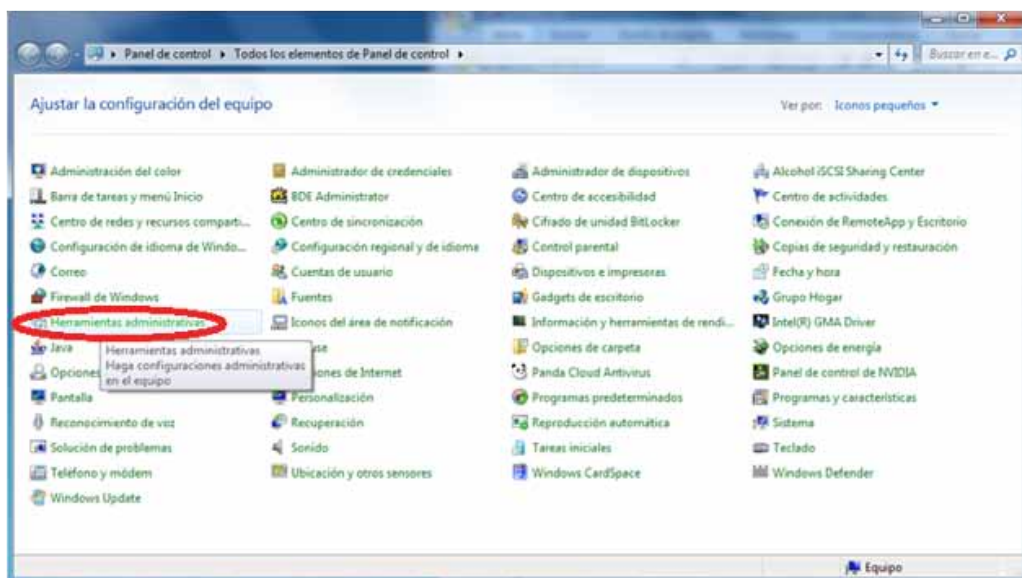 Panel de control Todos los elementos de Panel de control Buscar en e...
Ajustar la configuración del equipo Ver por: Iconos pequeños
Administración del color Administrador de credenciales Administrador de dispositivos Alcohol iSCSI Sharing Center
Barra de tareas y menú Inicio BDE Administrator Centro de accesibilidad Centro de actividades
Centro de redes y recursos comparti... Centro de sincronización Cifrado de unidad BitLocker Conexión de RemoteApp y Escritorio
Configuración de idioma de Windo... Configuración regional y de idioma Control parental Copias de seguridad y restauración
Correo Cuentas de usuario Dispositivos e impresoras Fecha y hora
Firewall de Windows Fuentes Gadgets de escritorio Grupo Hogar
Herramientas administrativas Iconos del área de notificación Información y herramientas de rendi... Intel(R) GMA Driver
Java Herramientas administrativas Opciones de carpeta Opciones de energía
Haga configuraciones administrativas
en el equipo
Opciones de Internet Panda Cloud Antivirus Panel de control de NVIDIA
Pantalla Personalización Programas predeterminados Programas y características
Reconocimiento de voz Recuperación Reproducción automática Sistema
Solución de problemas Sonido Tareas iniciales Teclado
Teléfono y módem Ubicación y otros sensores Windows CardSpace Windows Defender
Windows Update
Equipo